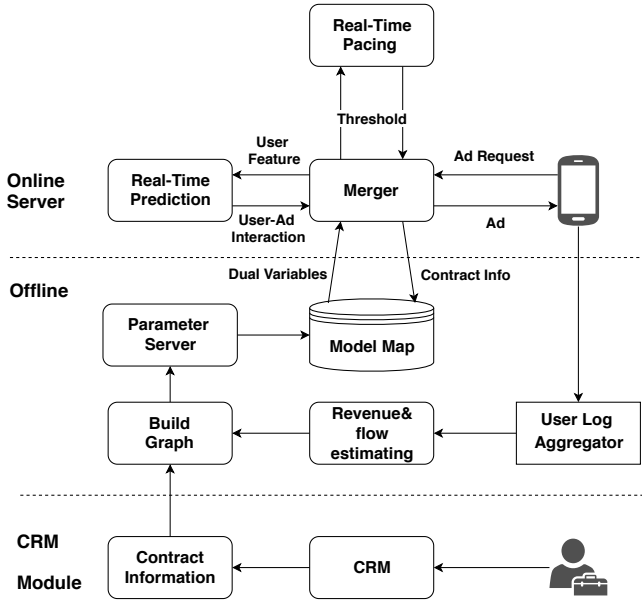 Real-Time
Pacing
Threshold
User
Feature
Ad Request
Online
Server
Real-Time
Prediction
Merger
User-Ad
Interaction
Ad
Dual Variables
Contract Info
Offline
Parameter
Server
Model Map
Build
Graph
Revenue&
flow
estimating
User Log
Aggregator
CRM
Module
Contract
Information
CRM